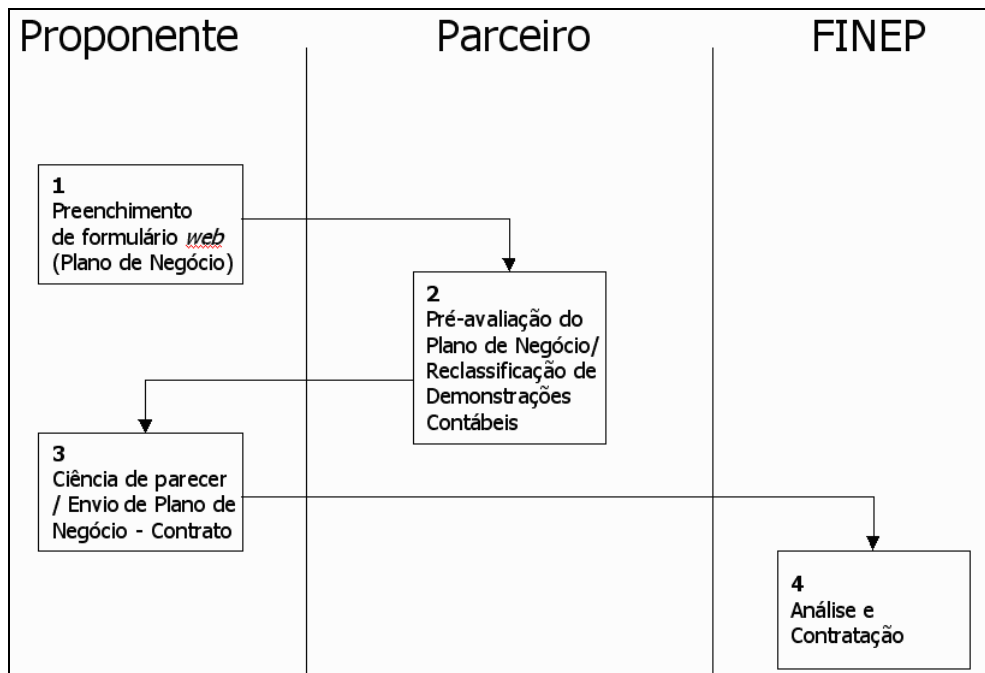 Proponente
Parceiro
FINEP
1
Preenchimento
de formulário web
(Plano de Negócio)
2
Pré-avaliação do
Plano de Negócio/
Reclassificação de
Demonstrações
Contábeis
3
Ciência de parecer
/ Envio de Plano de
Negócio - Contrato
4
Análise e
Contratação